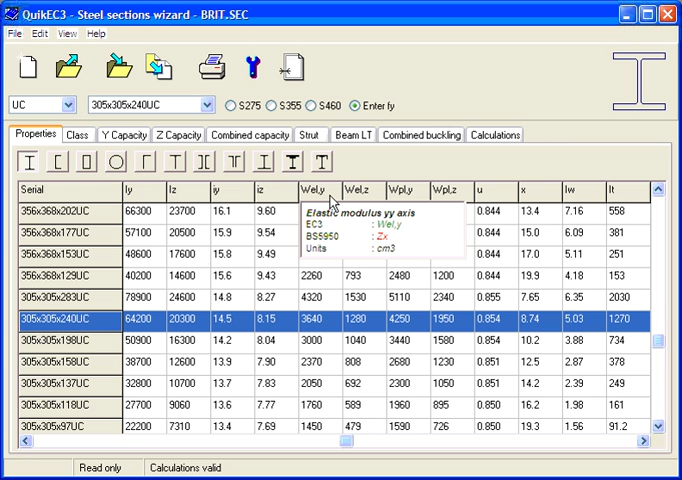 QuikEC3 - Steel sections wizard - BRIT.SEC
File Edit View Help
UC 305x305x240UC S275 S355 S460 Enter fy
Properties Class Y Capacity Z Capacity Combined capacity Strut Beam LT Combined buckling Calculations
Serial Iy Iz iy iz Wel,y Wel,z Wpl,y Wpl,z u x Iw It
356x368x202UC 66300 23700 16.1 9.60 0.844 13.4 7.16 558
Elastic modulus yy axis
EC3 : Wel,y
356x368x177UC 57100 20500 15.9 9.54 0.844 15.0 6.09 383
BS5950 : Zx
Units : cm3
356x368x153UC 48600 17600 15.8 9.49 0.844 17.0 5.11 251
356x368x129UC 40200 14600 15.6 9.43 2260 793 2480 1200 0.844 19.9 4.18 153
305x305x283UC 78900 24600 14.8 8.27 4320 1530 5110 2340 0.855 7.65 6.35 2030
305x305x240UC 64200 20300 14.5 8.15 3640 1280 4250 1950 0.854 8.74 5.03 1270
305x305x198UC 50900 16300 14.2 8.04 3000 1040 3440 1580 0.854 10.2 3.88 734
305x305x158UC 38700 12600 13.9 7.90 2370 808 2680 1230 0.851 12.5 2.87 378
305x305x137UC 32800 10700 13.7 7.83 2050 692 2300 1050 0.851 14.2 2.39 249
305x305x118UC 27700 9060 13.6 7.77 1760 589 1960 895 0.850 16.2 1.98 161
305x305x97UC 22200 7310 13.4 7.69 1450 479 1590 726 0.850 19.3 1.56 91.2
Read only Calculations valid